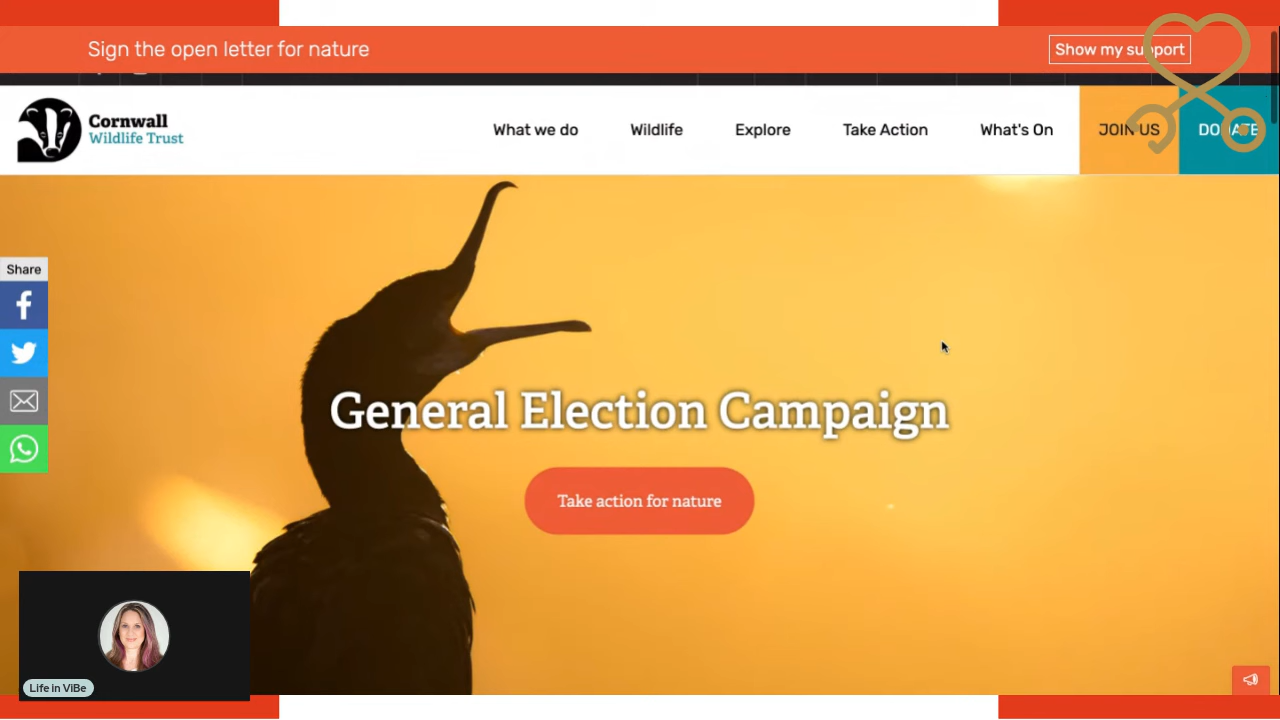 Sign the open letter for nature
Show my support
Cornwall
Wildlife Trust
What we do
Wildlife
Explore
Take Action
What's On
JOIN US
DONATE
Share
General Election Campaign
Take action for nature
Life in ViBe